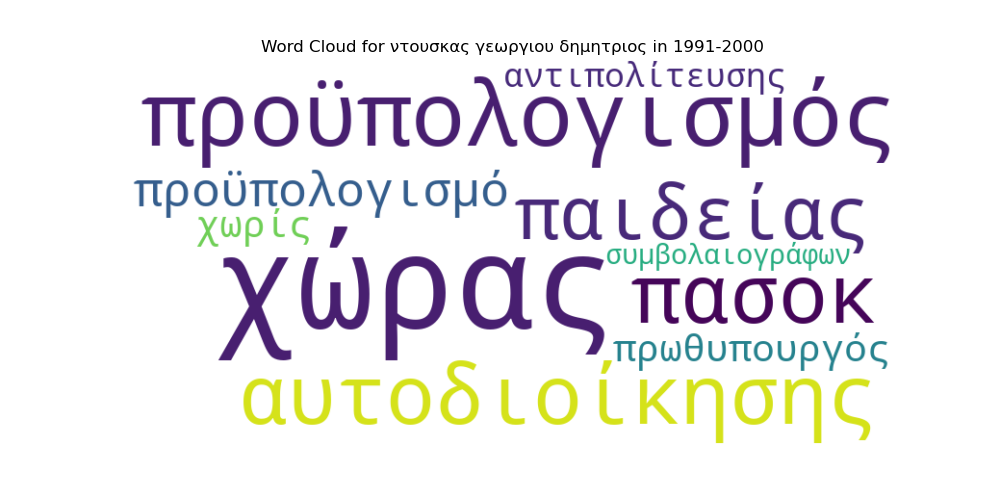 Word Cloud for ντουσκας γεωργιου δημητριος in 1991-2000
αντιπολίτευσης
προϋπολογισμός
προϋπολογισμό
παιδείας
χωρίς
συμβολαιογράφων
χώρας
πασοκ
πρωθυπουργός
αυτοδιοίκησης